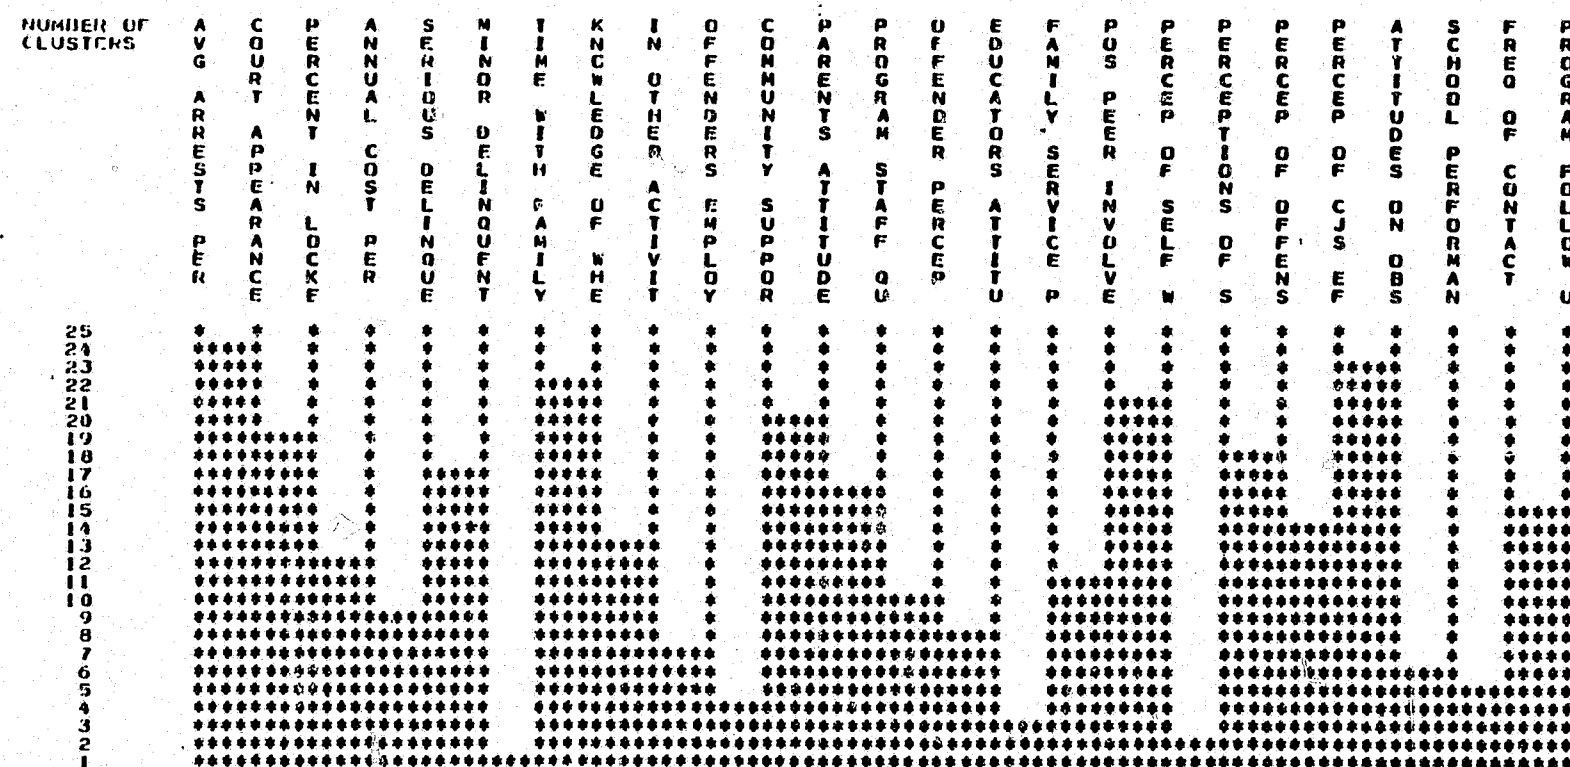 NUMBER OF
CLUSTERS
AVG ARRESTS PER
COURT APPEARANCE
PERCENT IN LOCKE
ANNUAL COST PER
SERIOUS DELINQUE
MINOR DELINQUENT
TIME WITH FAMILY
KNOWLEDGE OF WHE
IN OTHER ACTIVIT
OFFENDERS EMPLOY
COMMUNITY SUPPOR
PARENTS ATTITUDE
PROGRAM STAFF QU
OFFENDER PERCEP
EDUCATORS ATTITU
FAMILY SERVICE P
POS PEER INVOLVE
PERCEP OF SELF W
PERCEPTIONS OF S
PERCEP OF OFFENS
PERCEP OF CJS EF
ATTITUDES ON OBS
SCHOOL PERFORMAN
FREQ OF CONTACT
PROGRAM FOLLOW U
25
24
23
22
21
20
19
18
17
16
15
14
13
12
11
10
9
8
7
6
5
4
3
2
1